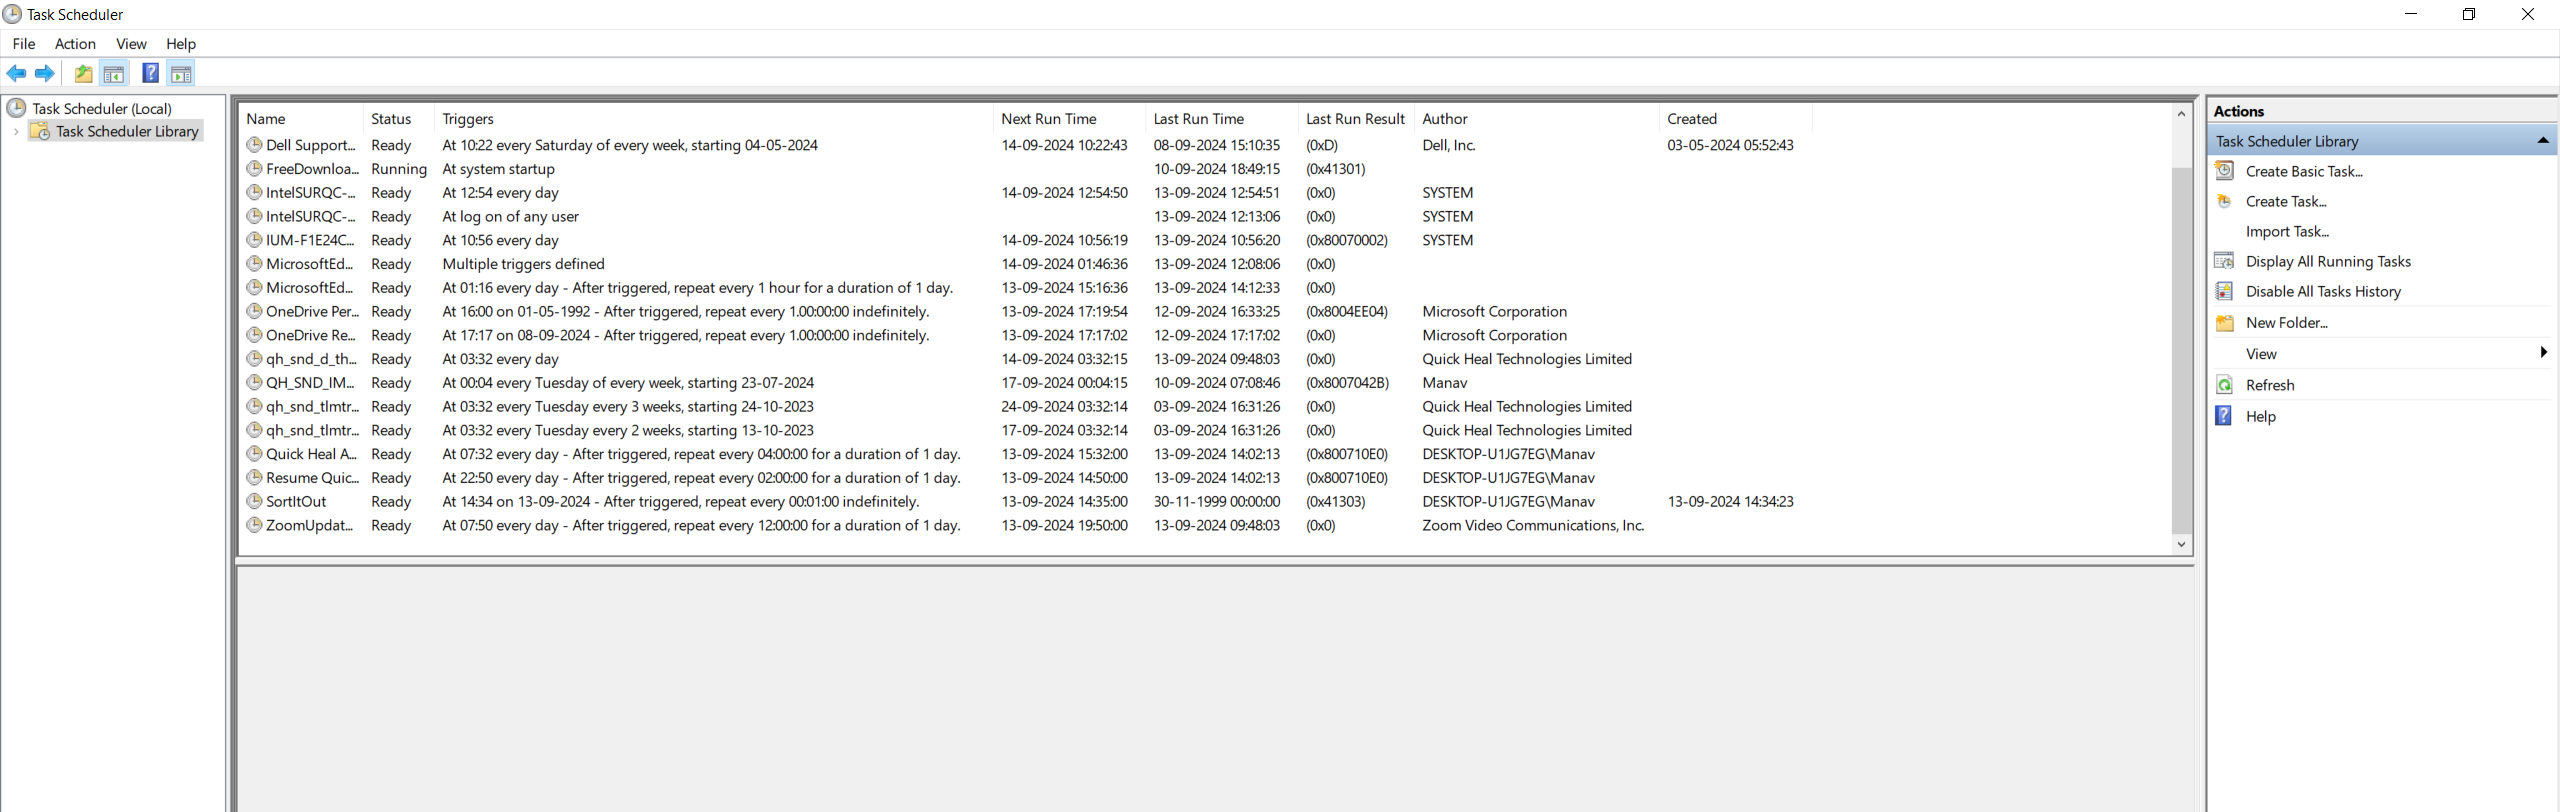 Task Scheduler
File Action View Help
Task Scheduler (Local)
Task Scheduler Library
Name Status Triggers Next Run Time Last Run Time Last Run Result Author Created
Dell Support... Ready At 10:22 every Saturday of every week, starting 04-05-2024 14-09-2024 10:22:43 08-09-2024 15:10:35 (0xD) Dell, Inc. 03-05-2024 05:52:43
FreeDownloa... Running At system startup 10-09-2024 18:49:15 (0x41301)
IntelSURQC-... Ready At 12:54 every day 14-09-2024 12:54:50 13-09-2024 12:54:51 (0x0) SYSTEM
IntelSURQC-... Ready At log on of any user 13-09-2024 12:13:06 (0x0) SYSTEM
IUM-F1E24C... Ready At 10:56 every day 14-09-2024 10:56:19 13-09-2024 10:56:20 (0x80070002) SYSTEM
MicrosoftEd... Ready Multiple triggers defined 14-09-2024 01:46:36 13-09-2024 12:08:06 (0x0)
MicrosoftEd... Ready At 01:16 every day - After triggered, repeat every 1 hour for a duration of 1 day. 13-09-2024 15:16:36 13-09-2024 14:12:33 (0x0)
OneDrive Per... Ready At 16:00 on 01-05-1992 - After triggered, repeat every 1.00:00:00 indefinitely. 13-09-2024 17:19:54 12-09-2024 16:33:25 (0x8004EE04) Microsoft Corporation
OneDrive Re... Ready At 17:17 on 08-09-2024 - After triggered, repeat every 1.00:00:00 indefinitely. 13-09-2024 17:17:02 12-09-2024 17:17:02 (0x0) Microsoft Corporation
qh_snd_d_th... Ready At 03:32 every day 14-09-2024 03:32:15 13-09-2024 09:48:03 (0x0) Quick Heal Technologies Limited
QH_SND_IM... Ready At 00:04 every Tuesday of every week, starting 23-07-2024 17-09-2024 00:04:15 10-09-2024 07:08:46 (0x8007042B) Manav
qh_snd_tlmtr... Ready At 03:32 every Tuesday every 3 weeks, starting 24-10-2023 24-09-2024 03:32:14 03-09-2024 16:31:26 (0x0) Quick Heal Technologies Limited
qh_snd_tlmtr... Ready At 03:32 every Tuesday every 2 weeks, starting 13-10-2023 17-09-2024 03:32:14 03-09-2024 16:31:26 (0x0) Quick Heal Technologies Limited
Quick Heal A... Ready At 07:32 every day - After triggered, repeat every 04:00:00 for a duration of 1 day. 13-09-2024 15:32:00 13-09-2024 14:02:13 (0x800710E0) DESKTOP-U1JG7EG\Manav
Resume Quic... Ready At 22:50 every day - After triggered, repeat every 02:00:00 for a duration of 1 day. 13-09-2024 14:50:00 13-09-2024 14:02:13 (0x800710E0) DESKTOP-U1JG7EG\Manav
SortItOut Ready At 14:34 on 13-09-2024 - After triggered, repeat every 00:01:00 indefinitely. 13-09-2024 14:35:00 30-11-1999 00:00:00 (0x41303) DESKTOP-U1JG7EG\Manav 13-09-2024 14:34:23
ZoomUpdat... Ready At 07:50 every day - After triggered, repeat every 12:00:00 for a duration of 1 day. 13-09-2024 19:50:00 13-09-2024 09:48:03 (0x0) Zoom Video Communications, Inc.
Actions
Task Scheduler Library
Create Basic Task...
Create Task...
Import Task...
Display All Running Tasks
Disable All Tasks History
New Folder...
View
Refresh
Help